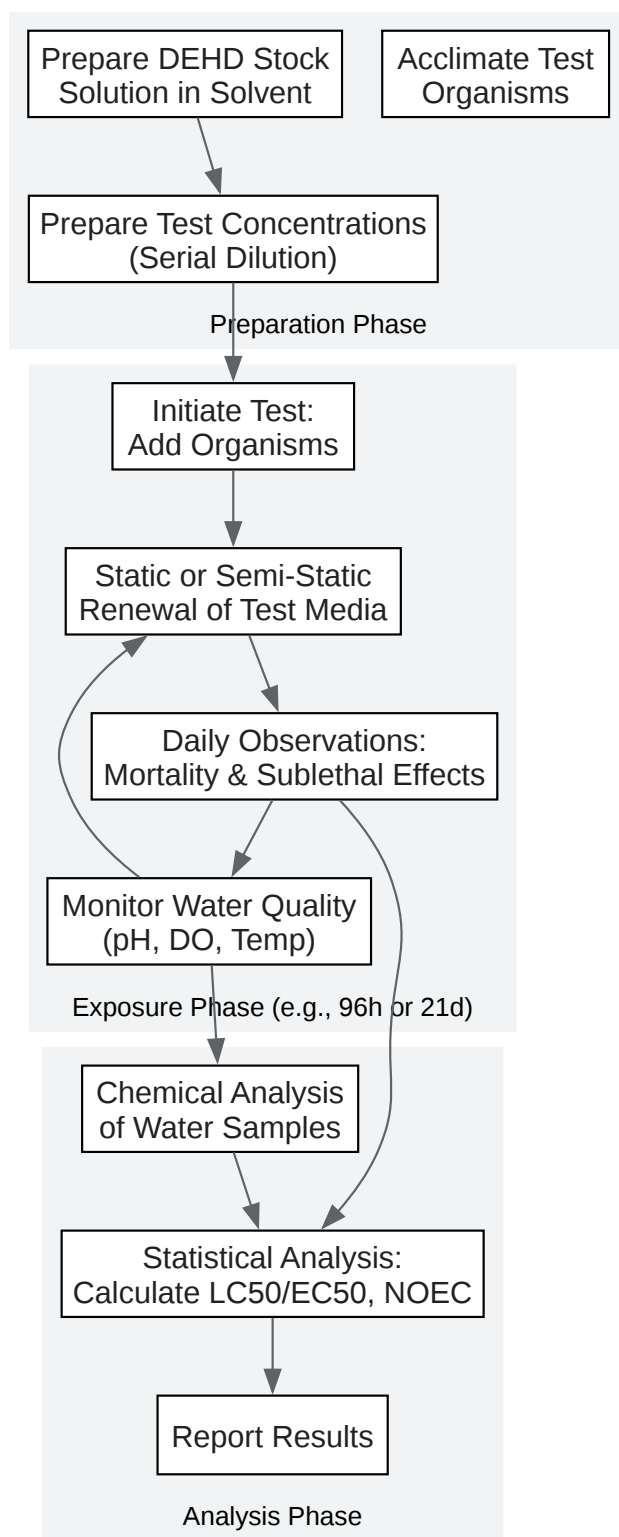 Prepare DEHD Stock
Solution in Solvent
Acclimate Test
Organisms
Prepare Test Concentrations
(Serial Dilution)
Preparation Phase
Initiate Test:
Add Organisms
Static or Semi-Static
Renewal of Test Media
Daily Observations:
Mortality & Sublethal Effects
Monitor Water Quality
(pH, DO, Temp)
Exposure Phase (e.g., 96h or 21d)
Chemical Analysis
of Water Samples
Statistical Analysis:
Calculate LC50/EC50, NOEC
Report Results
Analysis Phase